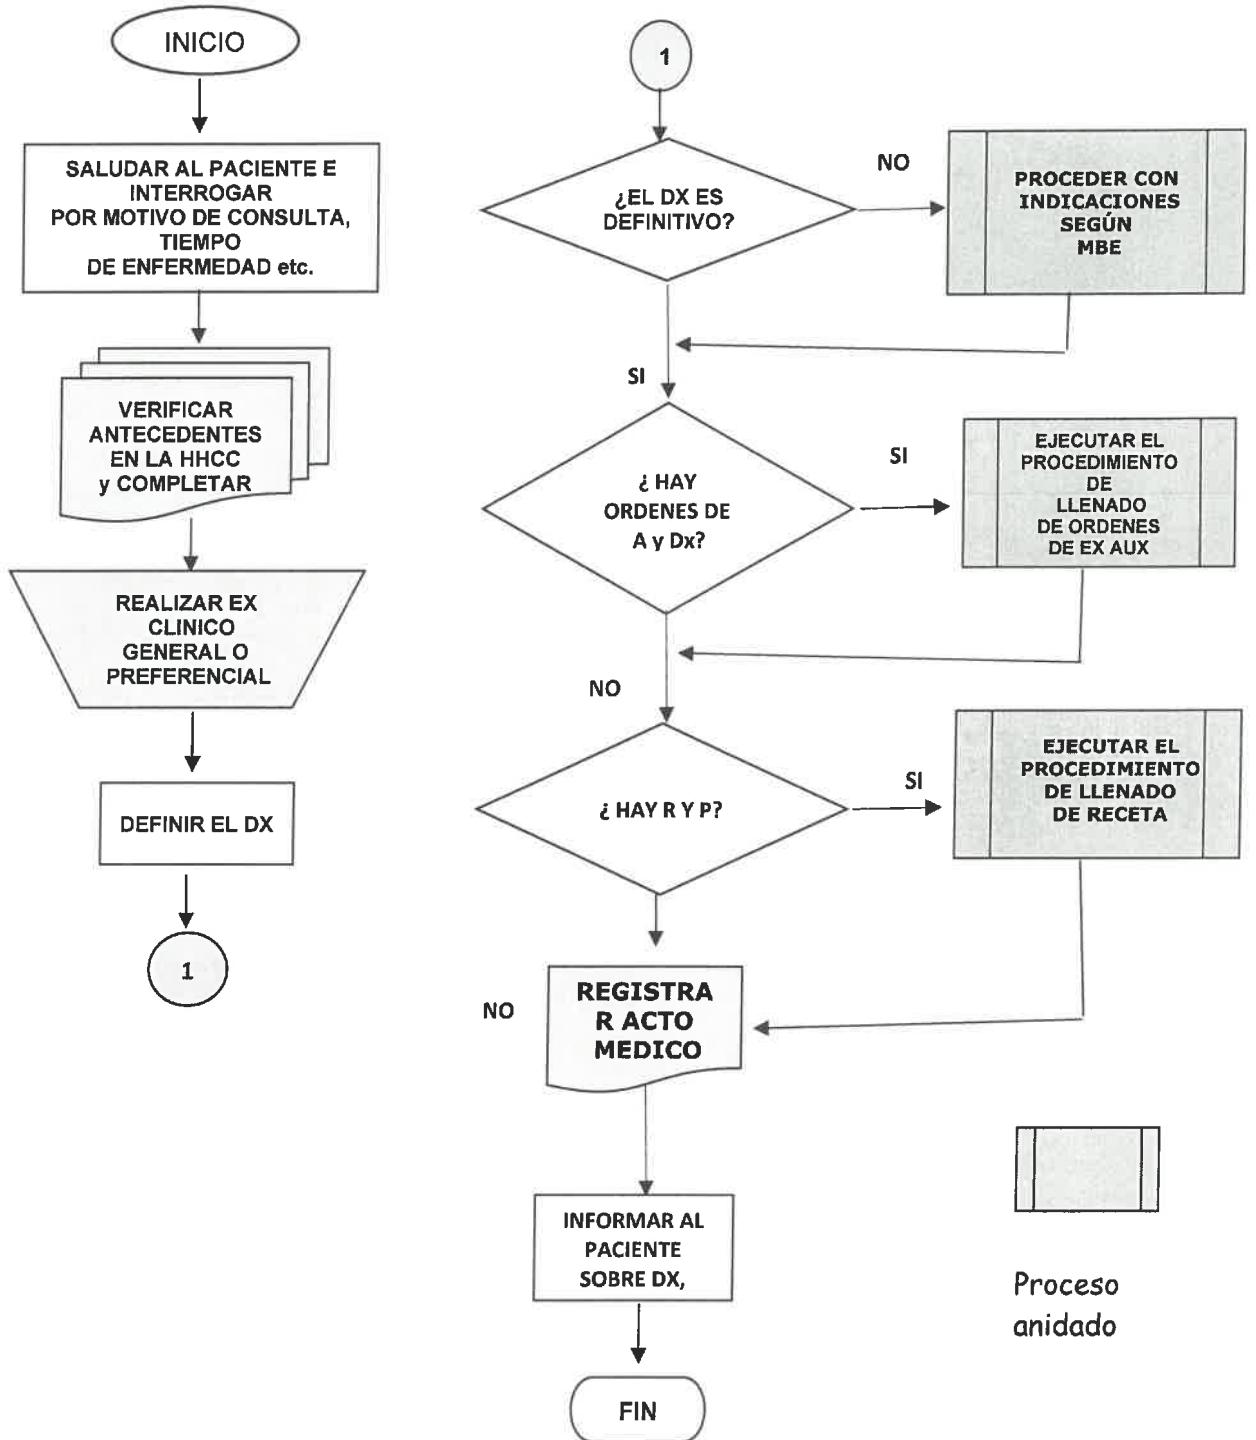 INICIO
SALUDAR AL PACIENTE E
INTERROGAR
POR MOTIVO DE CONSULTA,
TIEMPO
DE ENFERMEDAD etc.
VERIFICAR
ANTECEDENTES
EN LA HHCC
y COMPLETAR
REALIZAR EX
CLINICO
GENERAL O
PREFERENCIAL
DEFINIR EL DX
1
1
¿EL DX ES
DEFINITIVO?
NO
PROCEDER CON
INDICACIONES
SEGÚN
MBE
SI
¿ HAY
ORDENES DE
A y Dx?
SI
EJECUTAR EL
PROCEDIMIENTO
DE
LLENADO
DE ORDENES
DE EX AUX
NO
¿ HAY R Y P?
SI
EJECUTAR EL
PROCEDIMIENTO
DE LLENADO
DE RECETA
NO
REGISTRA
R ACTO
MEDICO
INFORMAR AL
PACIENTE
SOBRE DX,
FIN
Proceso
anidado